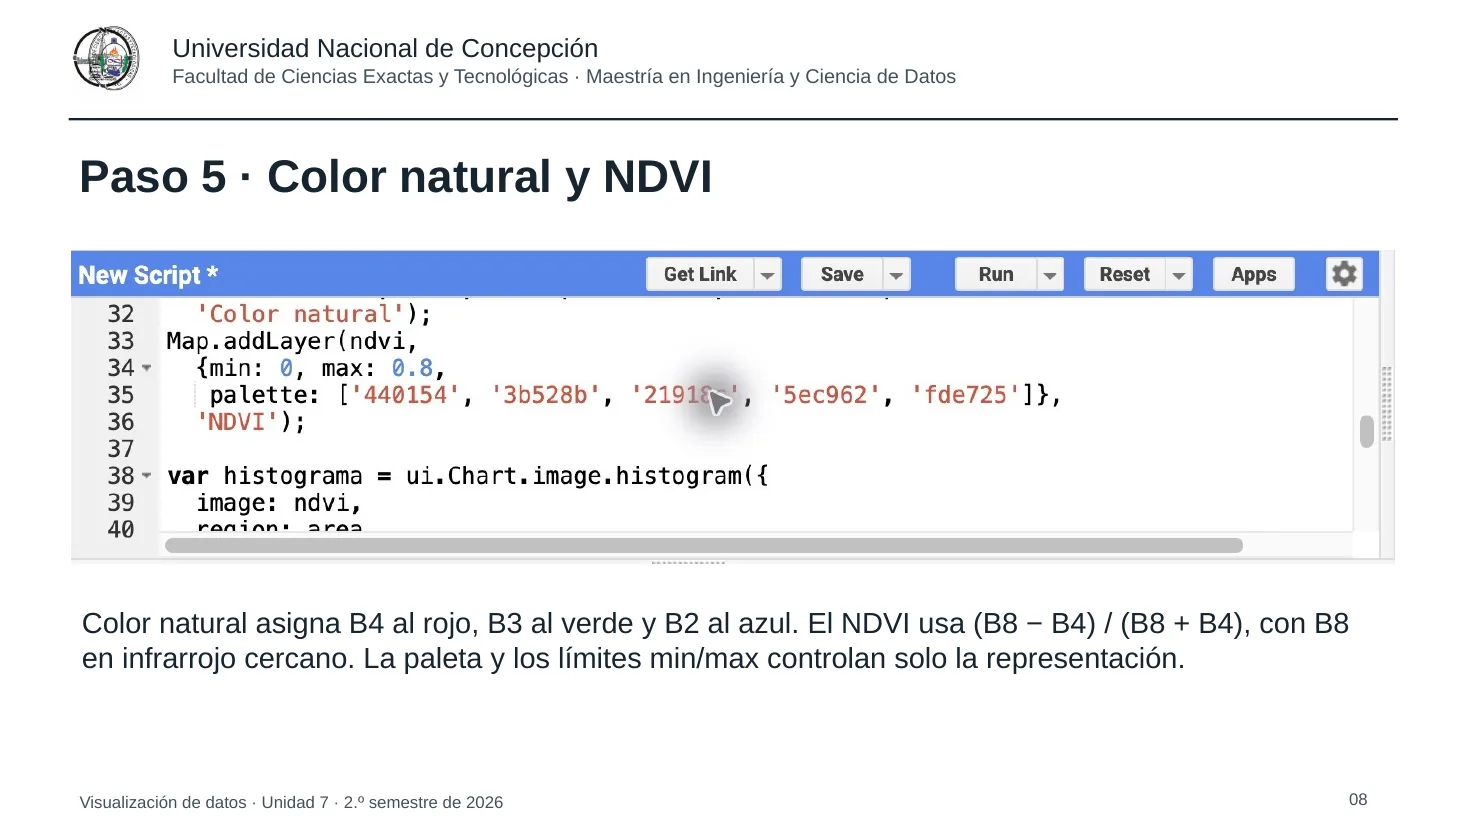 Universidad Nacional de Concepción
Facultad de Ciencias Exactas y Tecnológicas · Maestría en Ingeniería y Ciencia de Datos
Paso 5 · Color natural y NDVI
New Script *
Get Link
Save
Run
Reset
Apps
32 'Color natural');
33 Map.addLayer(ndvi,
34 {min: 0, max: 0.8,
35 palette: ['440154', '3b528b', '5ec962', 'fde725']},
36 'NDVI');
37
38 var histograma = ui.Chart.image.histogram({
39 image: ndvi,
40 region: area
Color natural asigna B4 al rojo, B3 al verde y B2 al azul. El NDVI usa (B8 − B4) / (B8 + B4), con B8
en infrarrojo cercano. La paleta y los límites min/max controlan solo la representación.
Visualización de datos · Unidad 7 · 2.º semestre de 2026
08